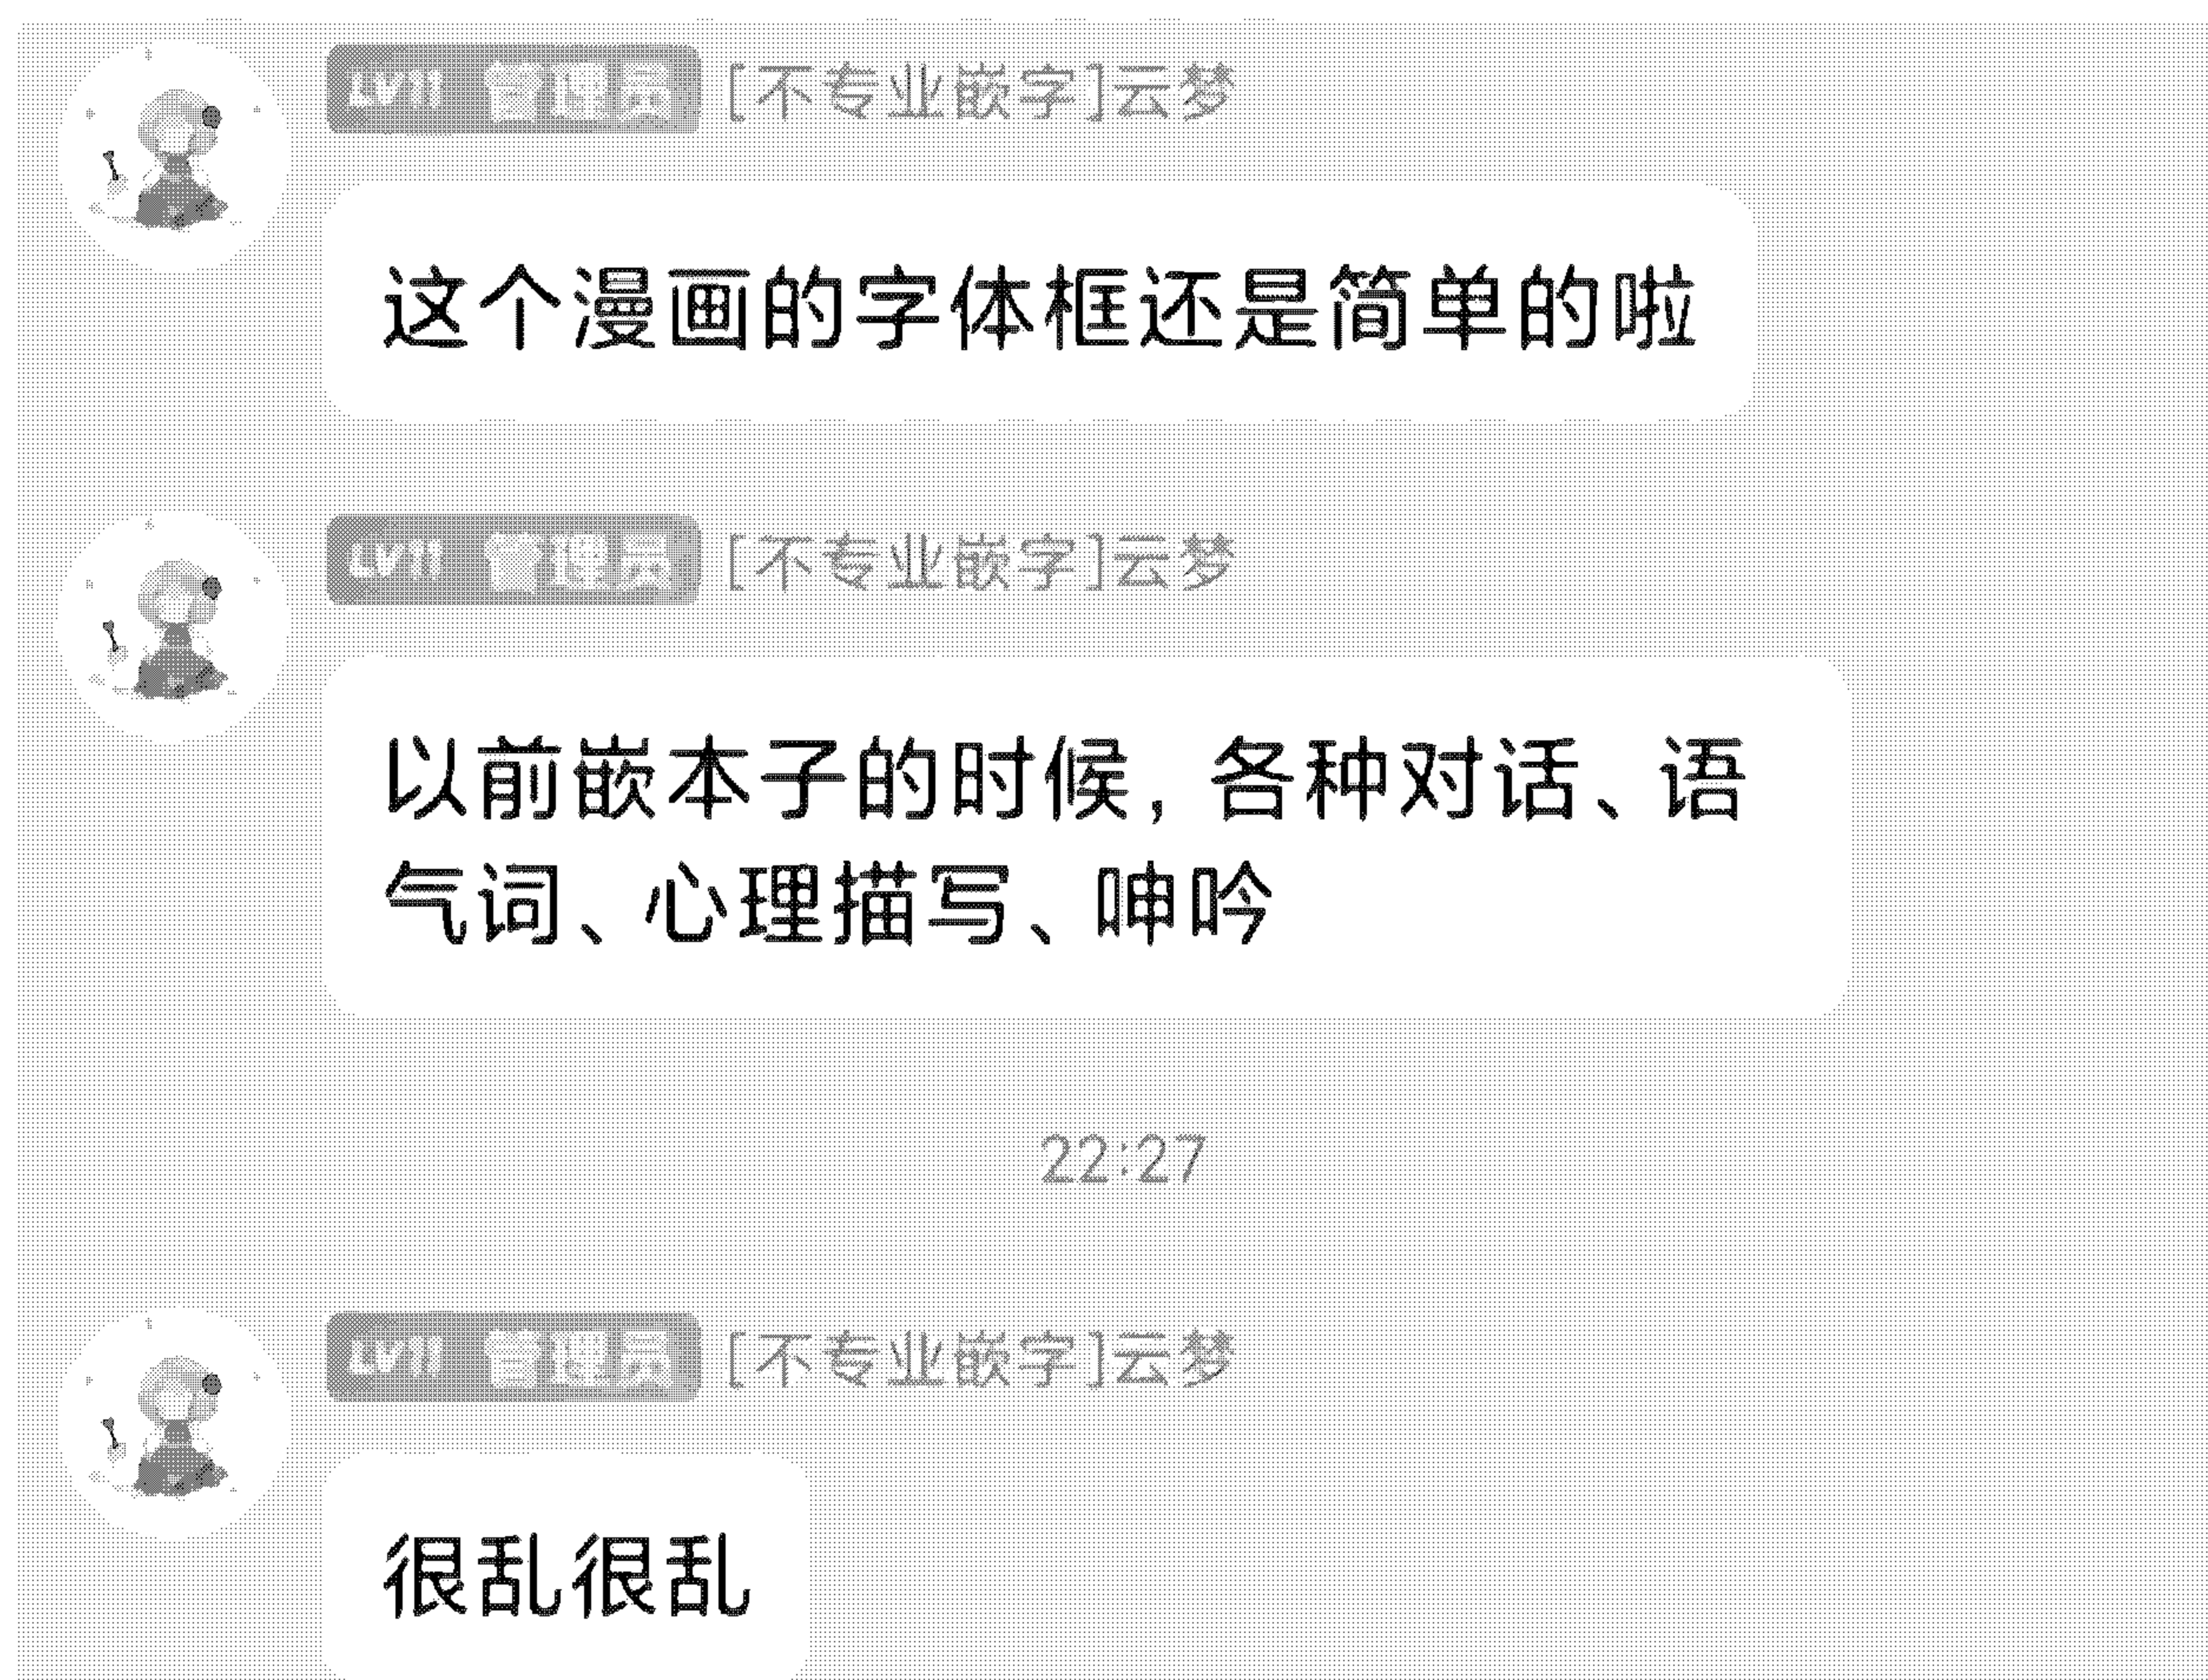 LV11 管理员 [不专业嵌字]云梦
这个漫画的字体框还是简单的啦
LV11 管理员 [不专业嵌字]云梦
以前嵌本子的时候，各种对话、语
气词、心理描写、呻吟
22:27
LV11 管理员 [不专业嵌字]云梦
很乱很乱